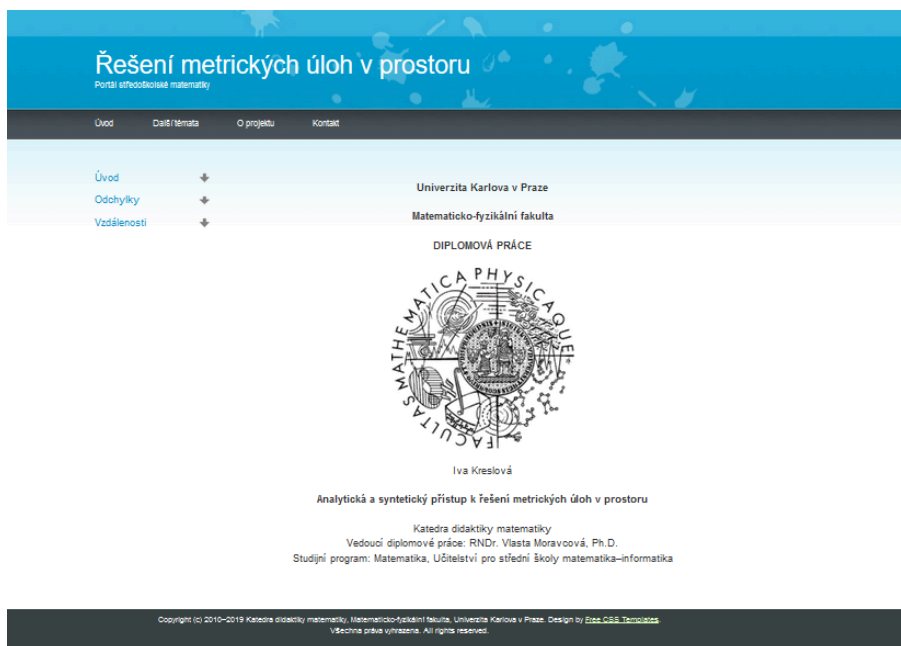 Řešení metrických úloh v prostoru
Portál středoškolské matematiky
Úvod Další témata O projektu Kontakt
Úvod
Odchylky
Vzdálenosti
Univerzita Karlova v Praze
Matematicko-fyzikální fakulta
DIPLOMOVÁ PRÁCE
FACULTAS MATHEMATICA PHYSICAQUE
Iva Kreslová
Analytická a syntetický přístup k řešení metrických úloh v prostoru
Katedra didaktiky matematiky
Vedoucí diplomové práce: RNDr. Vlasta Moravcová, Ph.D.
Studijní program: Matematika, Učitelství pro střední školy matematika–informatika
Copyright (c) 2010–2019 Katedra didaktiky matematiky, Matematicko-fyzikální fakulta, Univerzita Karlova v Praze. Design by Free CSS Templates.
Všechna práva vyhrazena. All rights reserved.